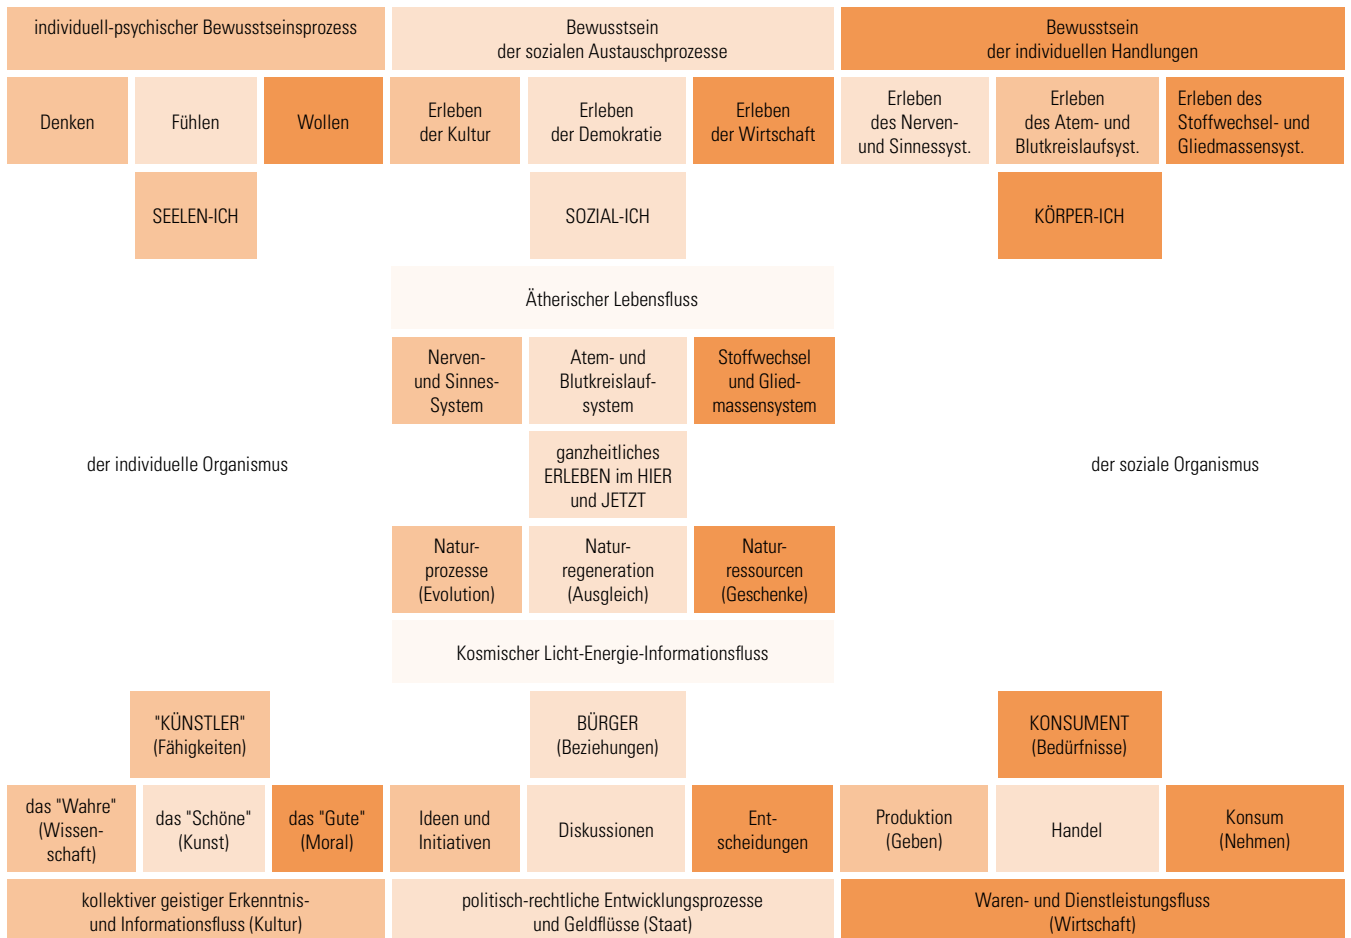 individuell-psychischer Bewusstseinsprozess
Bewusstsein
der sozialen Austauschprozesse
Bewusstsein
der individuellen Handlungen
Denken
Fühlen
Wollen
Erleben
der Kultur
Erleben
der Demokratie
Erleben
der Wirtschaft
Erleben
des Nerven-
und Sinnessyst.
Erleben
des Atem- und
Blutkreislaufsyst.
Erleben des
Stoffwechsel- und
Gliedmassensyst.
SEELEN-ICH
SOZIAL-ICH
KÖRPER-ICH
Ätherischer Lebensfluss
Nerven-
und Sinnes-
System
Atem- und
Blutkreislauf-
system
Stoffwechsel
und Glied-
massensystem
der individuelle Organismus
ganzheitliches
ERLEBEN im HIER
und JETZT
der soziale Organismus
Natur-
prozesse
(Evolution)
Natur-
regeneration
(Ausgleich)
Natur-
ressourcen
(Geschenke)
Kosmischer Licht-Energie-Informationsfluss
"KÜNSTLER"
(Fähigkeiten)
BÜRGER
(Beziehungen)
KONSUMENT
(Bedürfnisse)
das "Wahre"
(Wissen-
schaft)
das "Schöne"
(Kunst)
das "Gute"
(Moral)
Ideen und
Initiativen
Diskussionen
Ent-
scheidungen
Produktion
(Geben)
Handel
Konsum
(Nehmen)
kollektiver geistiger Erkenntnis-
und Informationsfluss (Kultur)
politisch-rechtliche Entwicklungsprozesse
und Geldflüsse (Staat)
Waren- und Dienstleistungsfluss
(Wirtschaft)